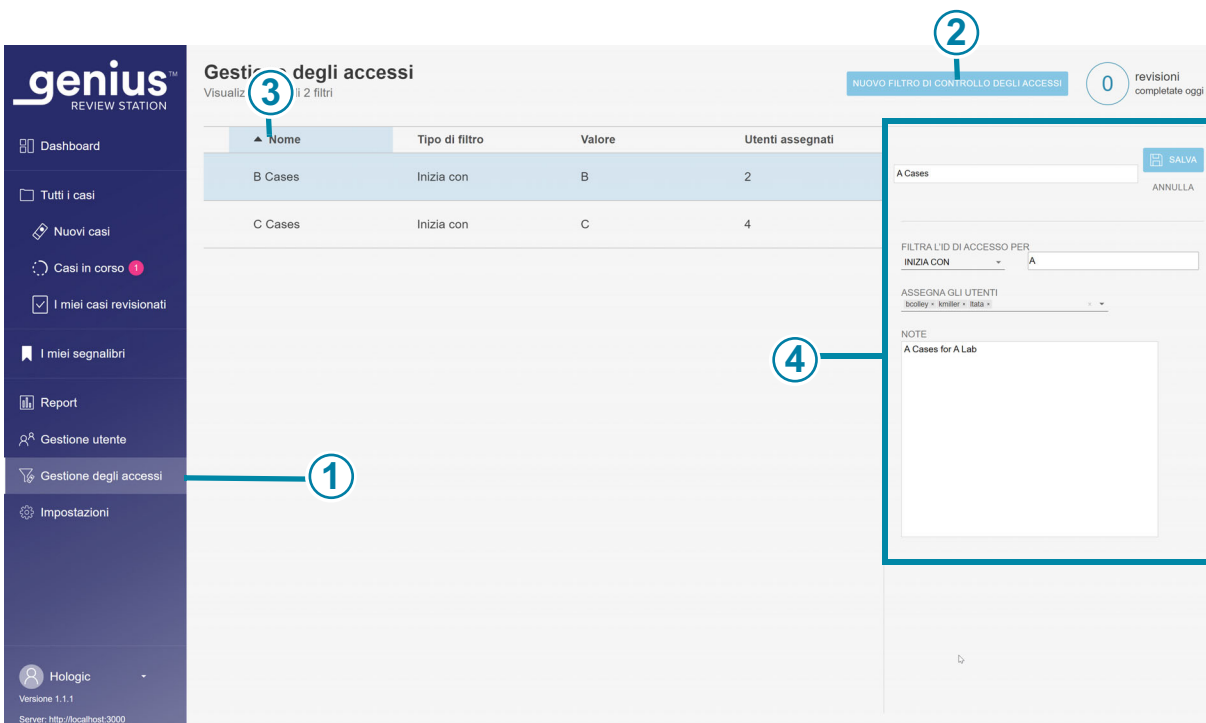 2
genius™
REVIEW STATION
Gestione degli accessi
i 2 filtri
3
NUOVO FILTRO DI CONTROLLO DEGLI ACCESSI
0
revisioni
completate oggi
Dashboard
Tutti i casi
Nuovi casi
Casi in corso 1
I miei casi revisionati
I miei segnalibri
Report
Gestione utente
Gestione degli accessi
Impostazioni
Hologic
Versione 1.1.1
Server: http://localhost:3000
Nome Tipo di filtro Valore Utenti assegnati
B Cases Inizia con B 2
C Cases Inizia con C 4
1
4
A Cases
SALVA
ANNULLA
FILTRA L'ID DI ACCESSO PER
INIZIA CON A
ASSEGNA GLI UTENTI
bcolley × kmiller × ltata ×
NOTE
A Cases for A Lab